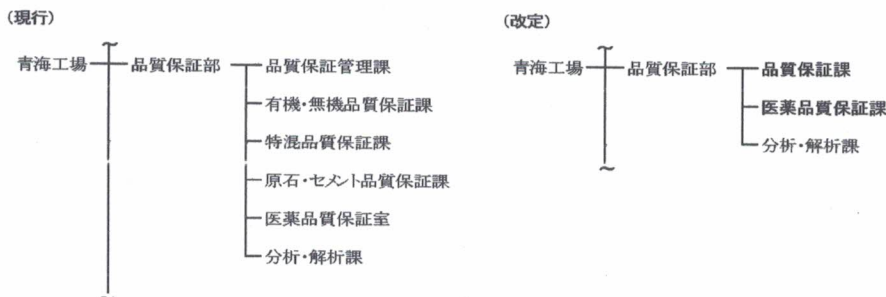 (現行)
青海工場 品質保証部 品質保証管理課
有機・無機品質保証課
特混品質保証課
原石・セメント品質保証課
医薬品質保証室
分析・解析課
(改定)
青海工場 品質保証部 品質保証課
医薬品質保証課
分析・解析課